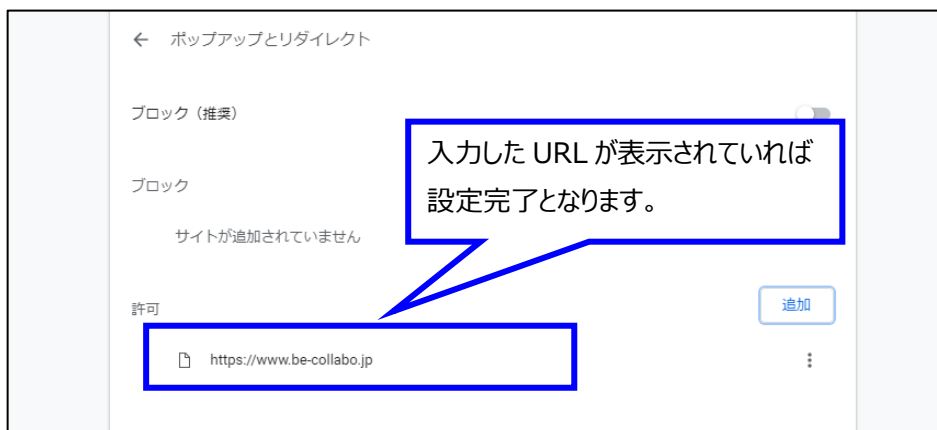 ← ポップアップとリダイレクト
ブロック（推奨）
入力した URL が表示されていれば
設定完了となります。
ブロック
サイトが追加されていません
許可
追加
https://www.be-collabo.jp